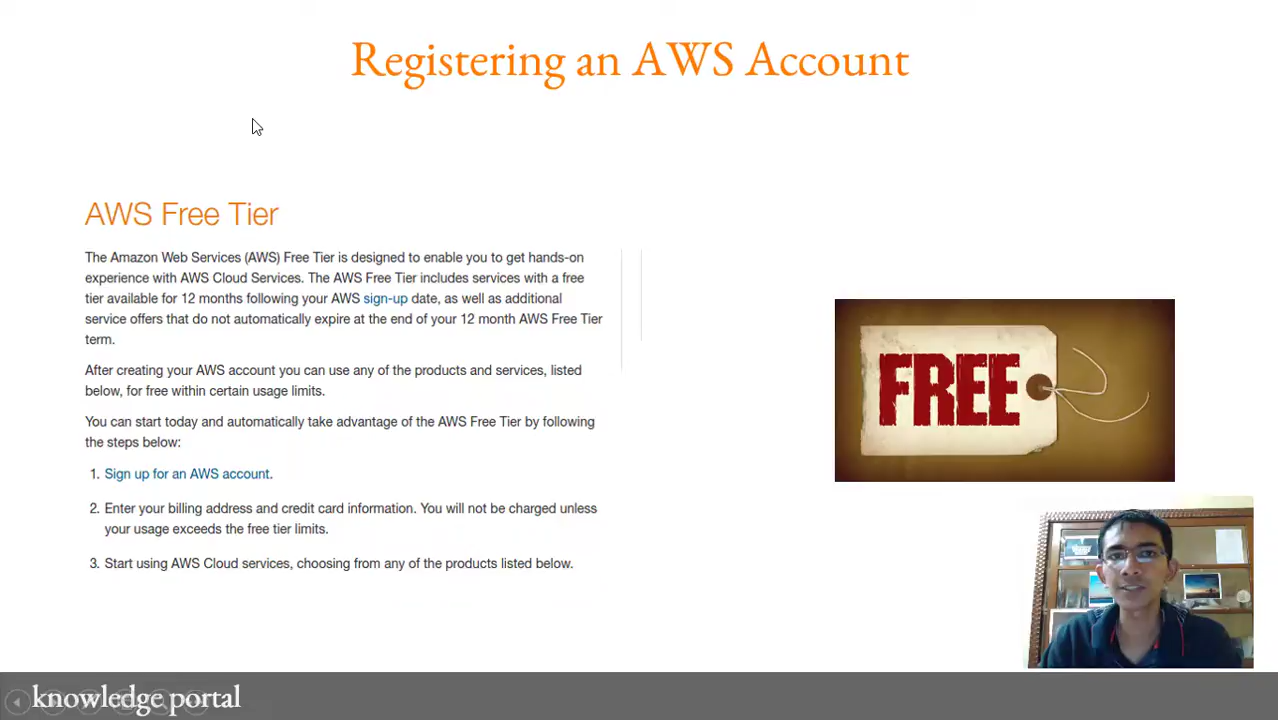 Registering an AWS Account
AWS Free Tier
The Amazon Web Services (AWS) Free Tier is designed to enable you to get hands-on
experience with AWS Cloud Services. The AWS Free Tier includes services with a free
tier available for 12 months following your AWS sign-up date, as well as additional
service offers that do not automatically expire at the end of your 12 month AWS Free Tier
term.
After creating your AWS account you can use any of the products and services, listed
below, for free within certain usage limits.
You can start today and automatically take advantage of the AWS Free Tier by following
the steps below:
1. Sign up for an AWS account.
2. Enter your billing address and credit card information. You will not be charged unless
your usage exceeds the free tier limits.
3. Start using AWS Cloud services, choosing from any of the products listed below.
FREE
knowledge portal